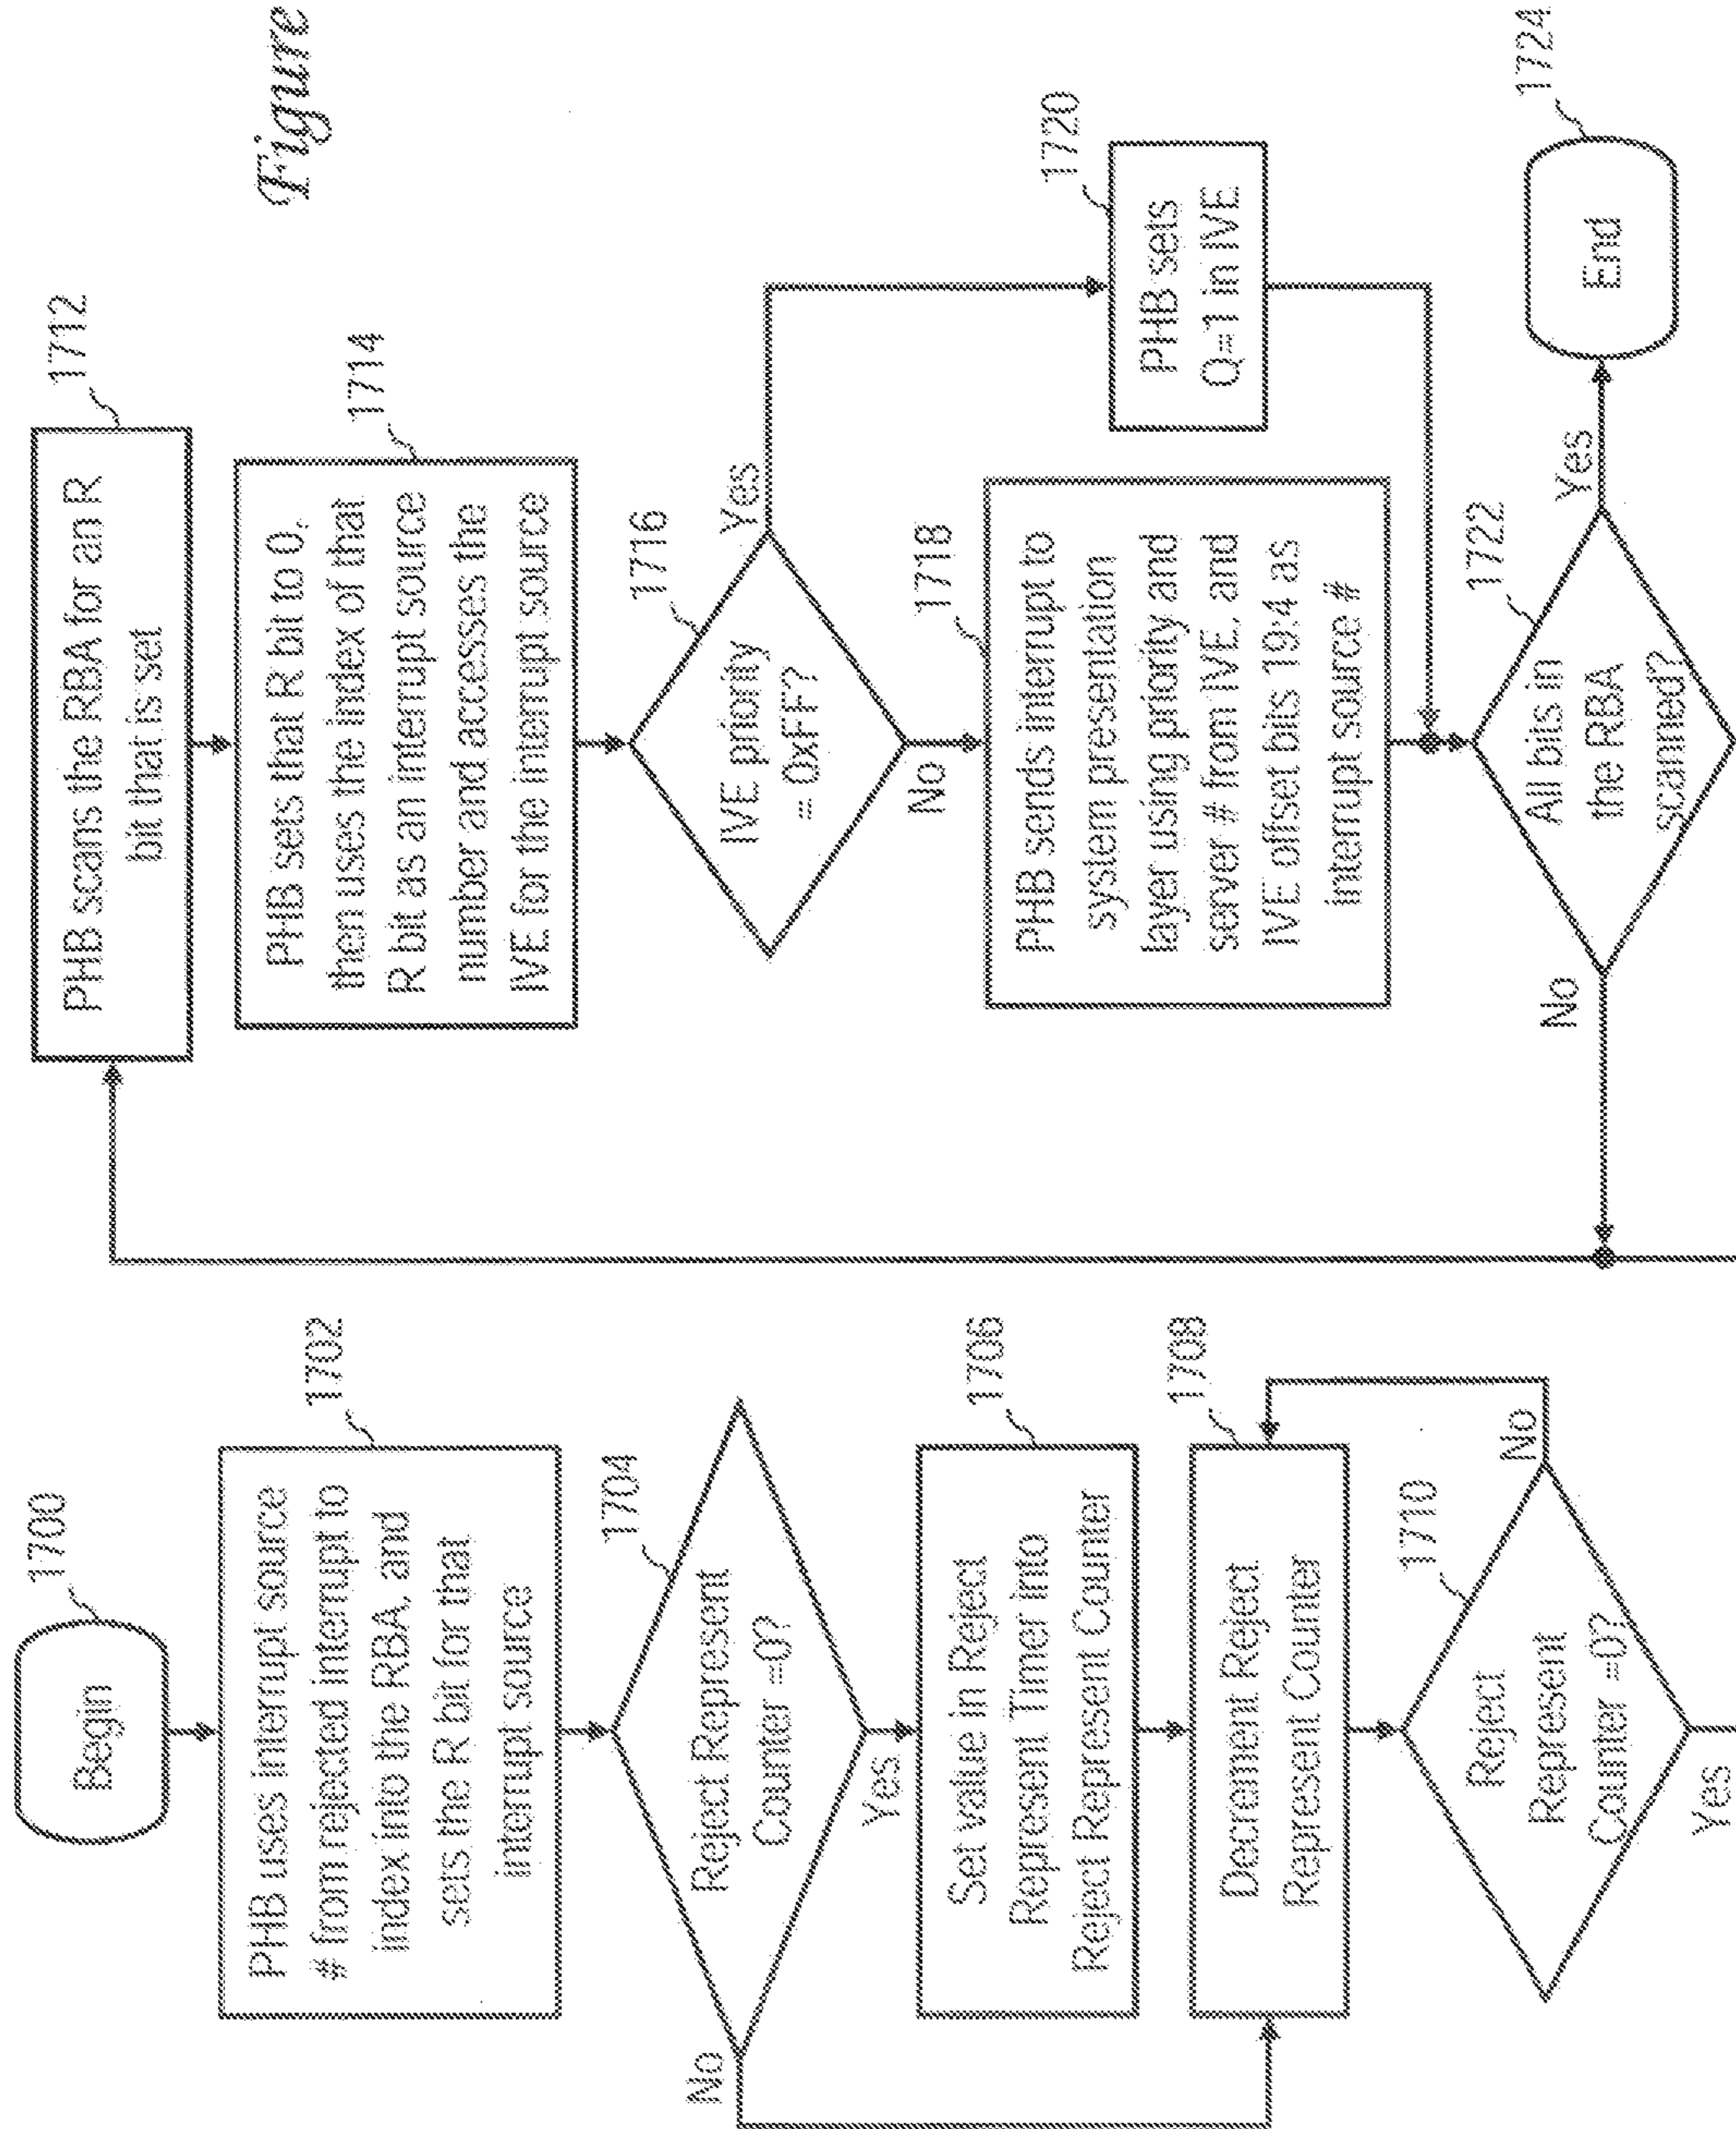 Begin
1700
PHB uses interrupt source
# from rejected interrupt to
index into the RBA, and
sets the R bit for that
interrupt source
1702
Reject Represent
Counter =0?
1704
No
Yes
Set value in Reject
Represent Timer into
Reject Represent Counter
1706
Decrement Reject
Represent Counter
1708
Reject
Represent
Counter =0?
1710
No
Yes
PHB scans the RBA for an R
bit that is set
1712
PHB sets that R bit to 0,
then uses the index of that
R bit as an interrupt source
number and accesses the
IVE for the interrupt source
1714
IVE priority
= 0xFF?
1716
Yes
No
PHB sends interrupt to
system presentation
layer using priority and
server # from IVE, and
IVE offset bits 19:4 as
interrupt source #
1718
PHB sets
Q=1 in IVE
1720
All bits in
the RBA
scanned?
1722
No
Yes
End
1724
Figure